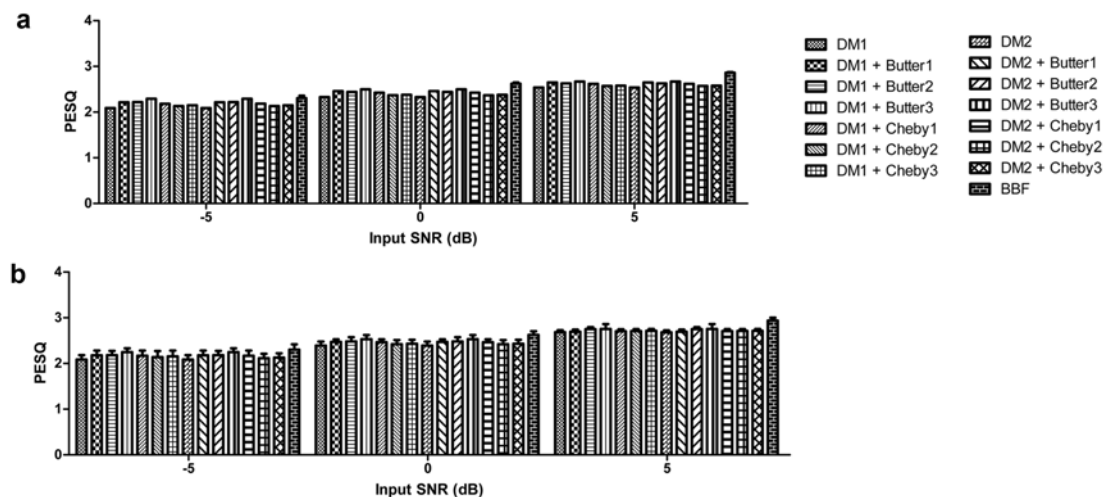 a
4
3
2
1
0
PESQ
-5
0
5
Input SNR (dB)
DM1
DM1 + Butter1
DM1 + Butter2
DM1 + Butter3
DM1 + Cheby1
DM1 + Cheby2
DM1 + Cheby3
DM2
DM2 + Butter1
DM2 + Butter2
DM2 + Butter3
DM2 + Cheby1
DM2 + Cheby2
DM2 + Cheby3
BBF
b
4
3
2
1
0
PESQ
-5
0
5
Input SNR (dB)